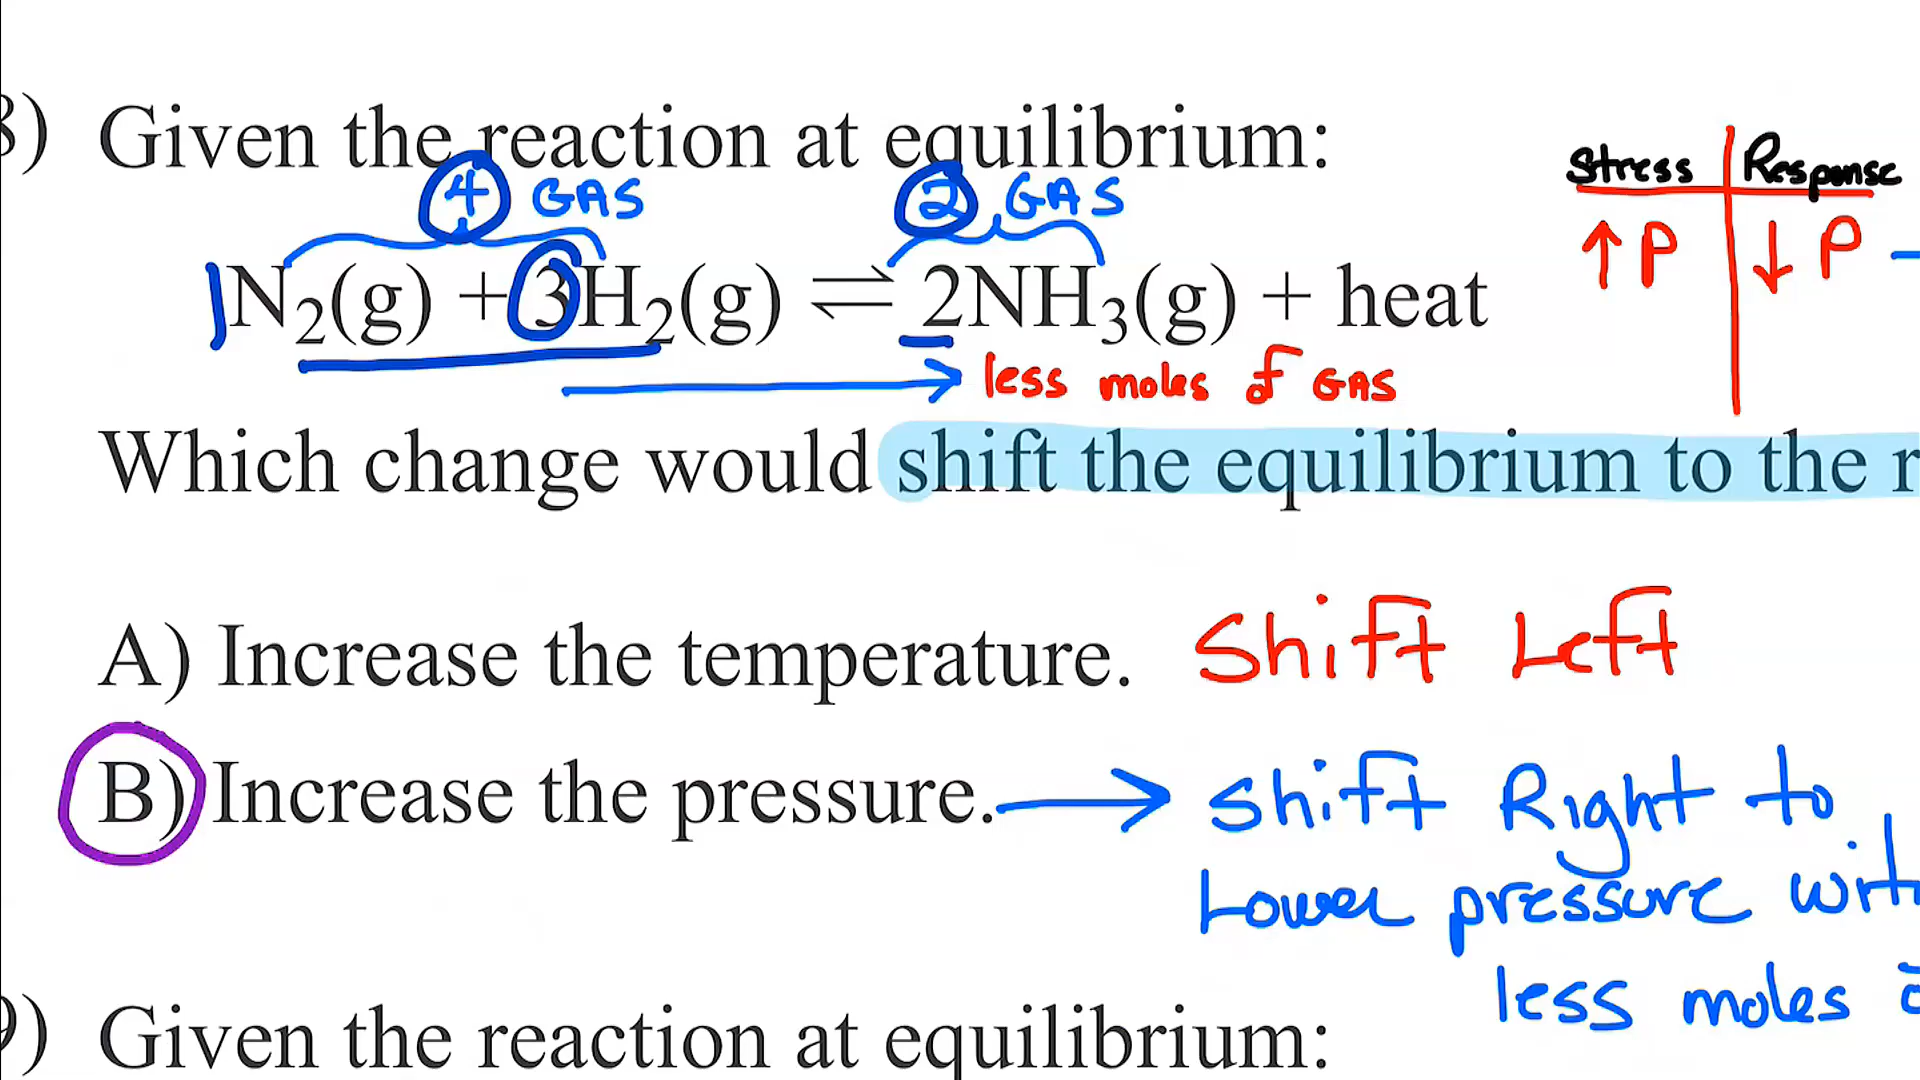 8) Given the reaction at equilibrium:
4 GAS 2 GAS
Stress Response
↑ P ↓ P
1N₂(g) + 3H₂(g) ⇌ 2NH₃(g) + heat
→ less moles of GAS
Which change would shift the equilibrium to the r
A) Increase the temperature. Shift Left
B) Increase the pressure. → Shift Right to
Lower pressure with
less moles
9) Given the reaction at equilibrium: